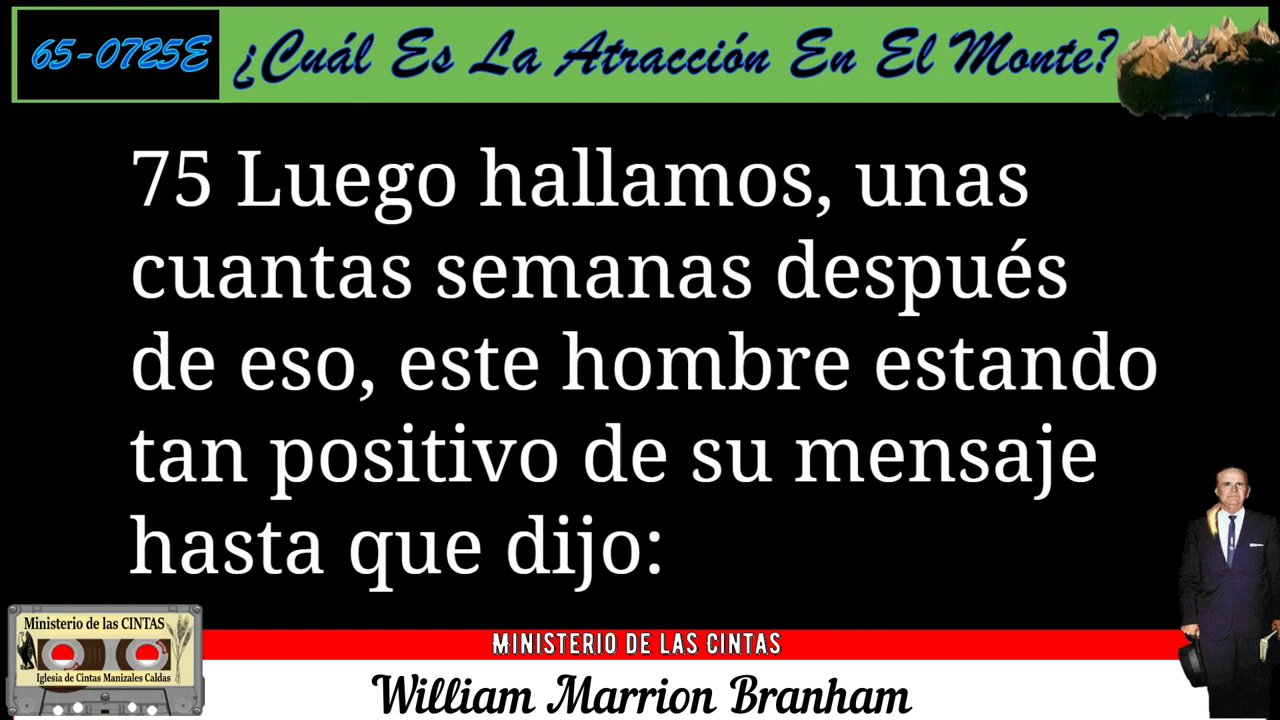 65-0725E ¿Cuál Es La Atracción En El Monte?
75 Luego hallamos, unas
cuantas semanas después
de eso, este hombre estando
tan positivo de su mensaje
hasta que dijo:
Ministerio de las CINTAS
Iglesia de Cintas Manizales Caldas
MINISTERIO DE LAS CINTAS
William Marrion Branham